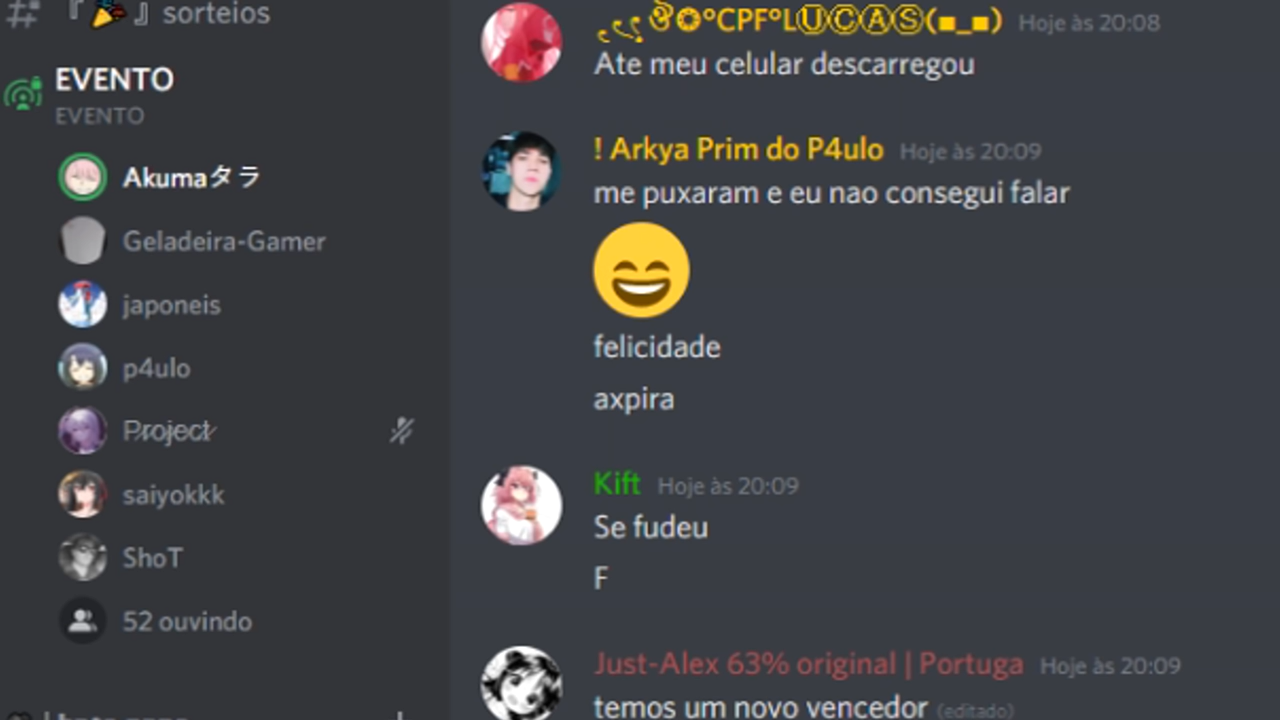 『🎉』sorteios
EVENTO
EVENTO
Akumaタラ
Geladeira-Gamer
japoneis
p4ulo
Project
saiyokkk
ShoT
52 ouvindo
CPF°LⓊⒸⒶⓈ(■_■) Hoje às 20:08
Ate meu celular descarregou
! Arkya Prim do P4ulo Hoje às 20:09
me puxaram e eu nao consegui falar
felicidade
axpira
Kift Hoje às 20:09
Se fudeu
F
Just-Alex 63% original | Portuga Hoje às 20:09
temos um novo vencedor (editado)